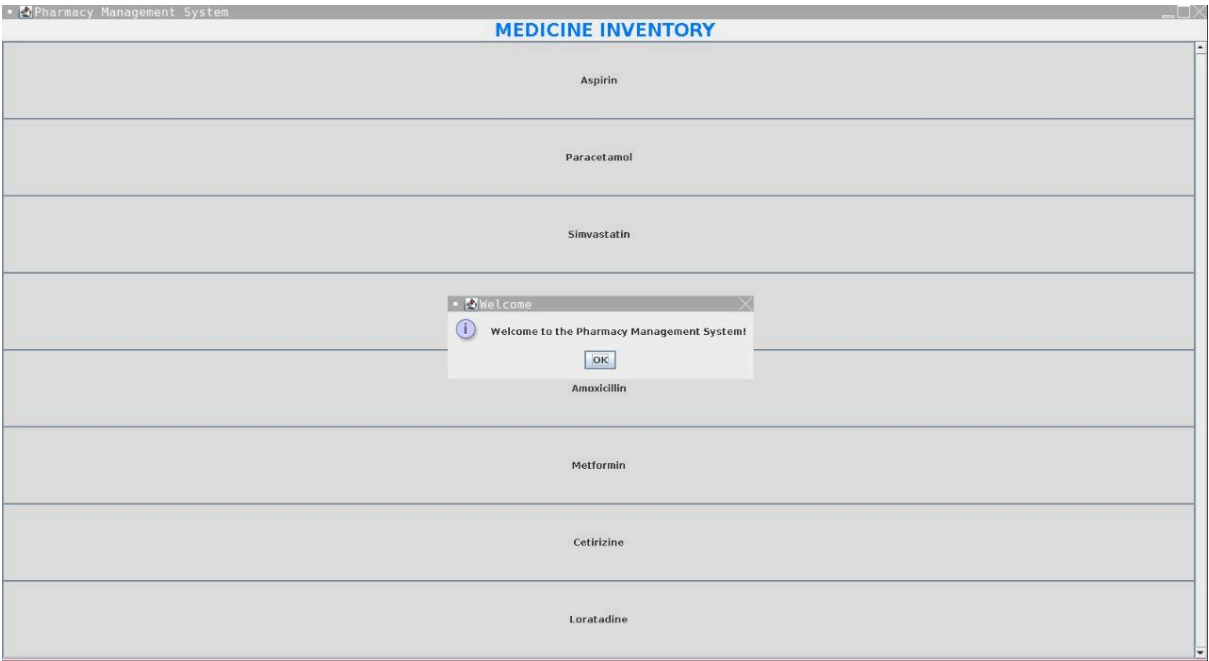 Pharmacy Management System
MEDICINE INVENTORY
Aspirin
Paracetamol
Simvastatin
Welcome
Welcome to the Pharmacy Management System!
OK
Amoxicillin
Metformin
Cetirizine
Loratadine